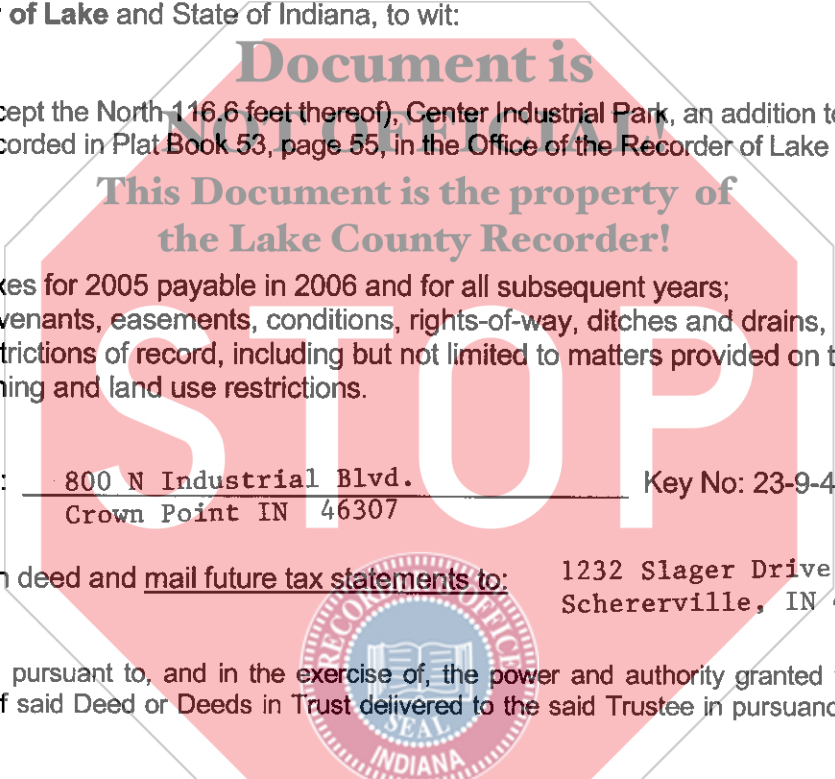 of Lake and State of Indiana, to wit:
Document is
cept the North 116.6 feet thereof), Center Industrial Park, an addition to
NOT OFFICIAL!
corded in Plat Book 53, page 55, in the Office of the Recorder of Lake
This Document is the property of
the Lake County Recorder!
xes for 2005 payable in 2006 and for all subsequent years;
venants, easements, conditions, rights-of-way, ditches and drains,
trictions of record, including but not limited to matters provided on t
ning and land use restrictions.
STOP
: 800 N Industrial Blvd. Key No: 23-9-4
Crown Point IN 46307
n deed and mail future tax statements to: 1232 Slager Drive
Schererville, IN
RECORDER'S OFFICE
pursuant to, and in the exercise of, the power and authority granted
f said Deed or Deeds in Trust delivered to the said Trustee in pursuanc
SEAL
INDIANA